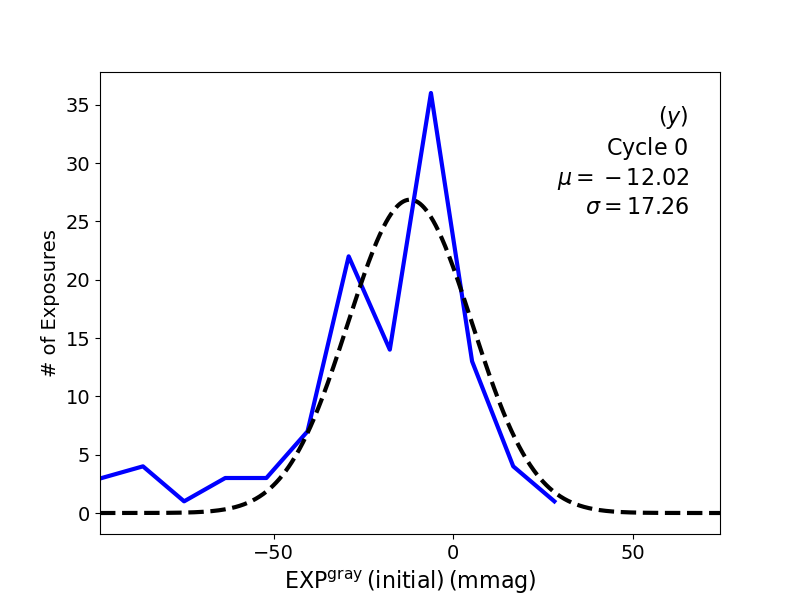 (y)
Cycle 0
μ = −12.02
σ = 17.26
35
30
25
20
15
10
5
0
# of Exposures
−50 0 50
EXP^gray (initial) (mmag)